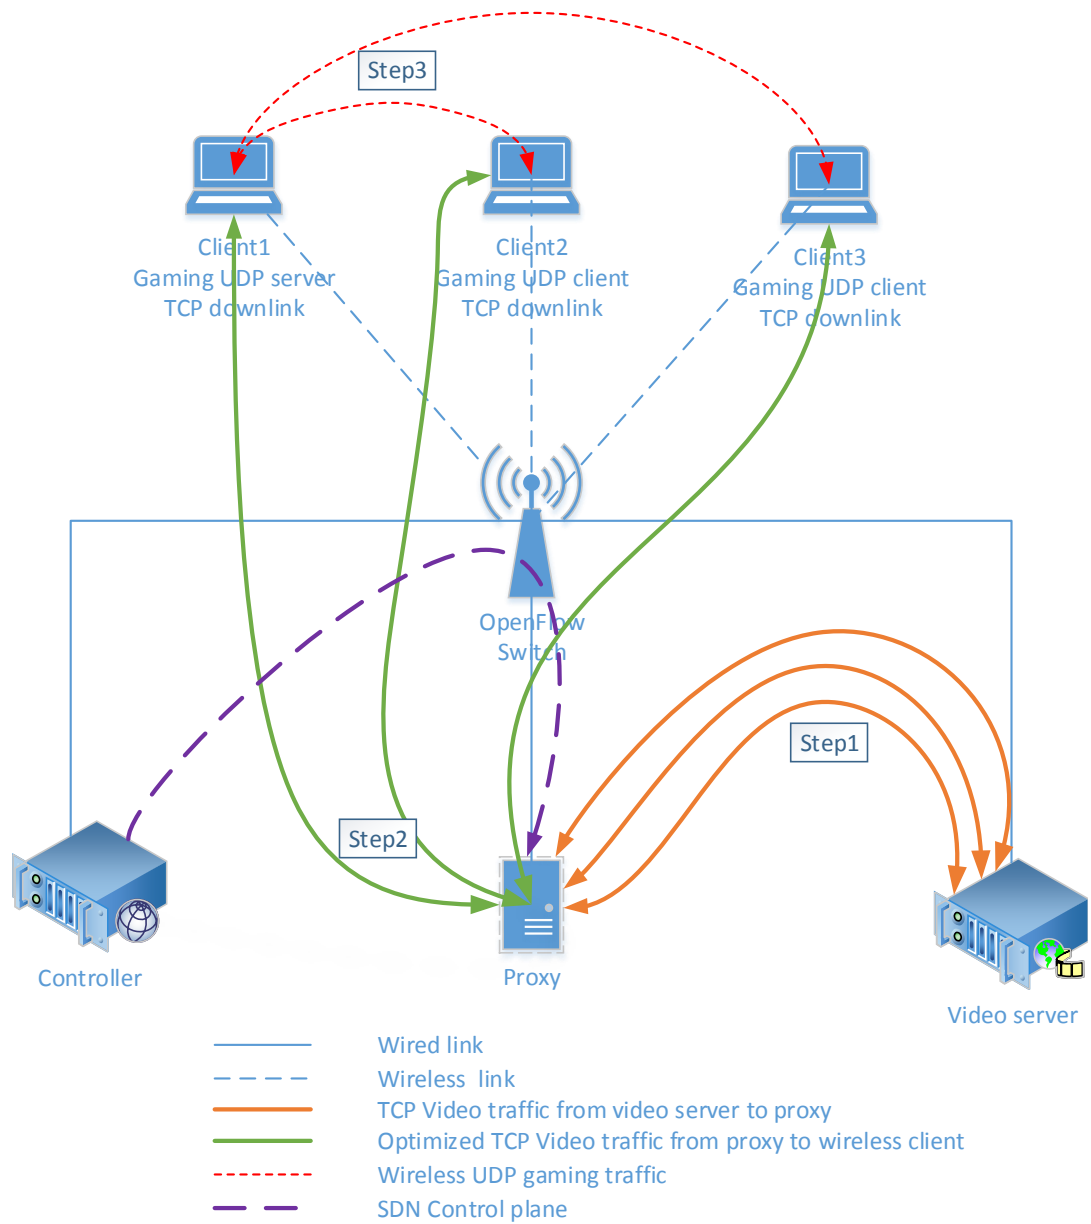 Step3
Client1
Gaming UDP server
TCP downlink
Client2
Gaming UDP client
TCP downlink
Client3
Gaming UDP client
TCP downlink
OpenFlow
Switch
Step1
Step2
Controller
Proxy
Video server
Wired link
Wireless link
TCP Video traffic from video server to proxy
Optimized TCP Video traffic from proxy to wireless client
Wireless UDP gaming traffic
SDN Control plane